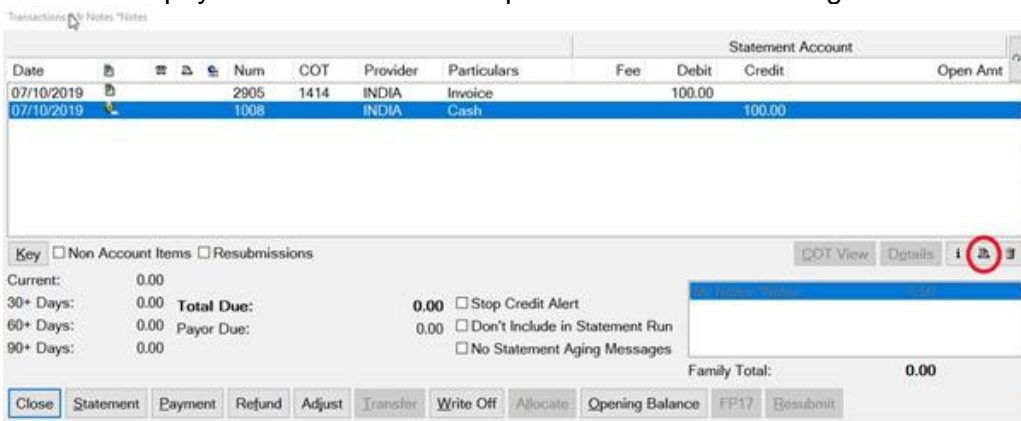 Transactions Mr Notes *Notes
Statement Account
Date Num COT Provider Particulars Fee Debit Credit Open Amt
07/10/2019 2905 1414 INDIA Invoice 100.00
07/10/2019 1008 INDIA Cash 100.00
Key Non Account Items Resubmissions COT View Details i
Current: 0.00
30+ Days: 0.00 Total Due: 0.00 Stop Credit Alert Mr Notes *Notes 0.00
60+ Days: 0.00 Payor Due: 0.00 Don't Include in Statement Run
90+ Days: 0.00 No Statement Aging Messages
Family Total: 0.00
Close Statement Payment Refund Adjust Transfer Write Off Allocate Opening Balance FP17 Resubmit